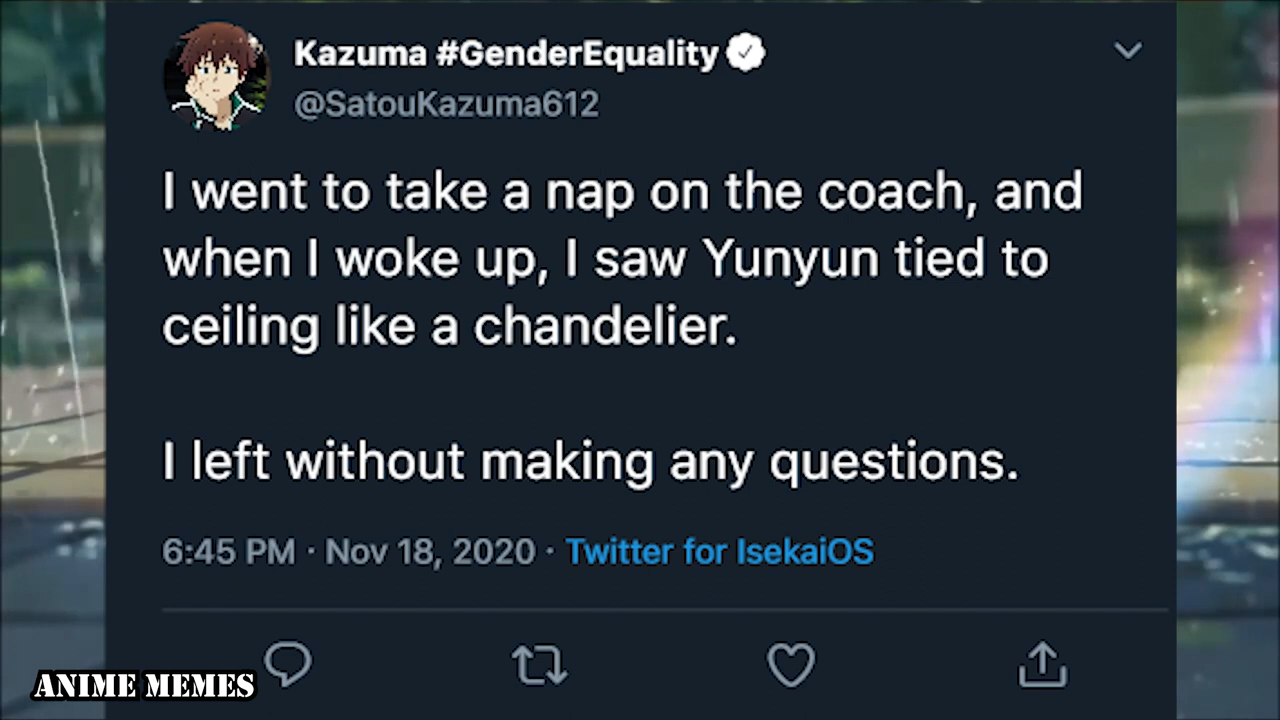 Kazuma #GenderEquality
@SatouKazuma612
I went to take a nap on the coach, and
when I woke up, I saw Yunyun tied to
ceiling like a chandelier.
I left without making any questions.
6:45 PM · Nov 18, 2020 · Twitter for IsekaiOS
ANIME MEMES